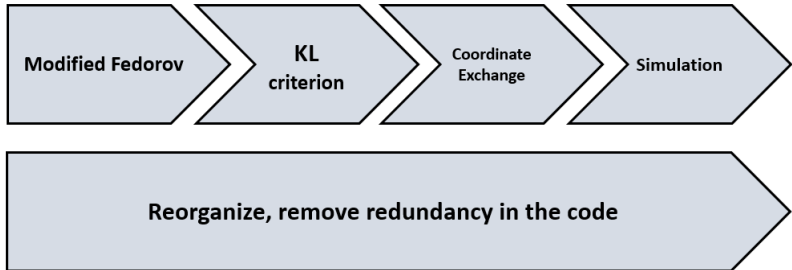 Modified Fedorov
KL
criterion
Coordinate
Exchange
Simulation
Reorganize, remove redundancy in the code